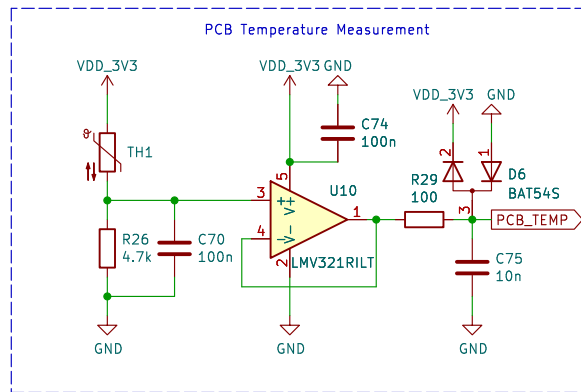 PCB Temperature Measurement
VDD_3V3
VDD_3V3
GND
VDD_3V3
GND
ϑ
TH1
C74
100n
5
2
1
D6
BAT54S
U10
3
V+
1
R29
100
3
PCB_TEMP
4
V-
2
LMV321RILT
R26
4.7k
C70
100n
C75
10n
GND
GND
GND